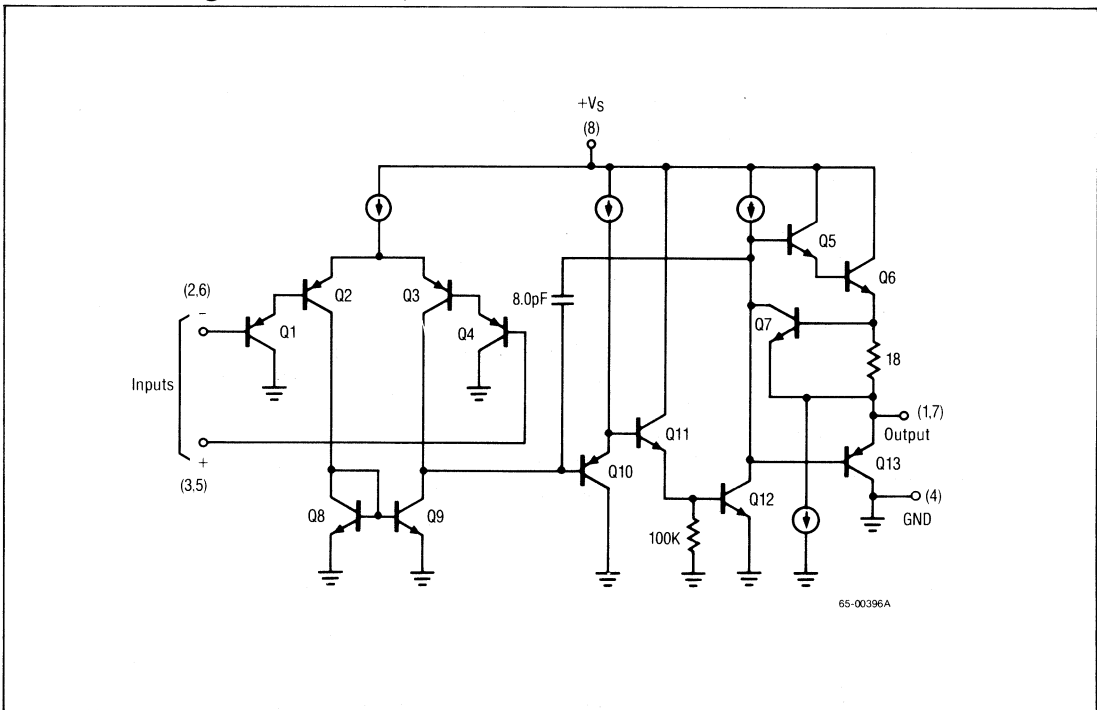 +VS
(8)
Q5
Q6
(2,6)
−
Q2
Q3
8.0pF
Q7
Q1
Q4
18
Inputs
(1,7)
Output
Q11
+
(3,5)
Q10
Q13
Q12
(4)
GND
Q8
Q9
100K
65-00396A